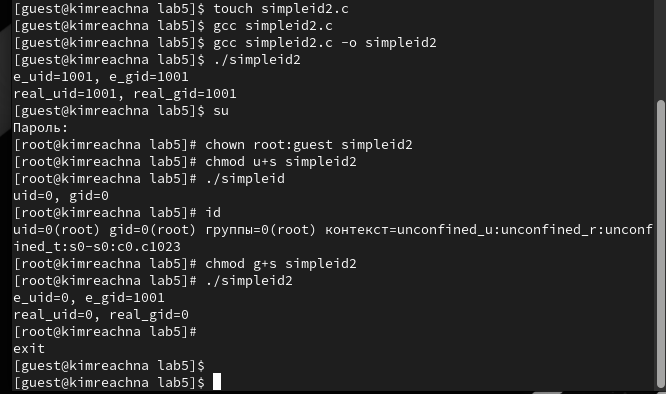 [guest@kimreachna lab5]$ touch simpleid2.c
[guest@kimreachna lab5]$ gcc simpleid2.c
[guest@kimreachna lab5]$ gcc simpleid2.c -o simpleid2
[guest@kimreachna lab5]$ ./simpleid2
e_uid=1001, e_gid=1001
real_uid=1001, real_gid=1001
[guest@kimreachna lab5]$ su
Пароль:
[root@kimreachna lab5]# chown root:guest simpleid2
[root@kimreachna lab5]# chmod u+s simpleid2
[root@kimreachna lab5]# ./simpleid
uid=0, gid=0
[root@kimreachna lab5]# id
uid=0(root) gid=0(root) группы=0(root) контекст=unconfined_u:unconfined_r:unconf
ined_t:s0-s0:c0.c1023
[root@kimreachna lab5]# chmod g+s simpleid2
[root@kimreachna lab5]# ./simpleid2
e_uid=0, e_gid=1001
real_uid=0, real_gid=0
[root@kimreachna lab5]#
exit
[guest@kimreachna lab5]$
[guest@kimreachna lab5]$